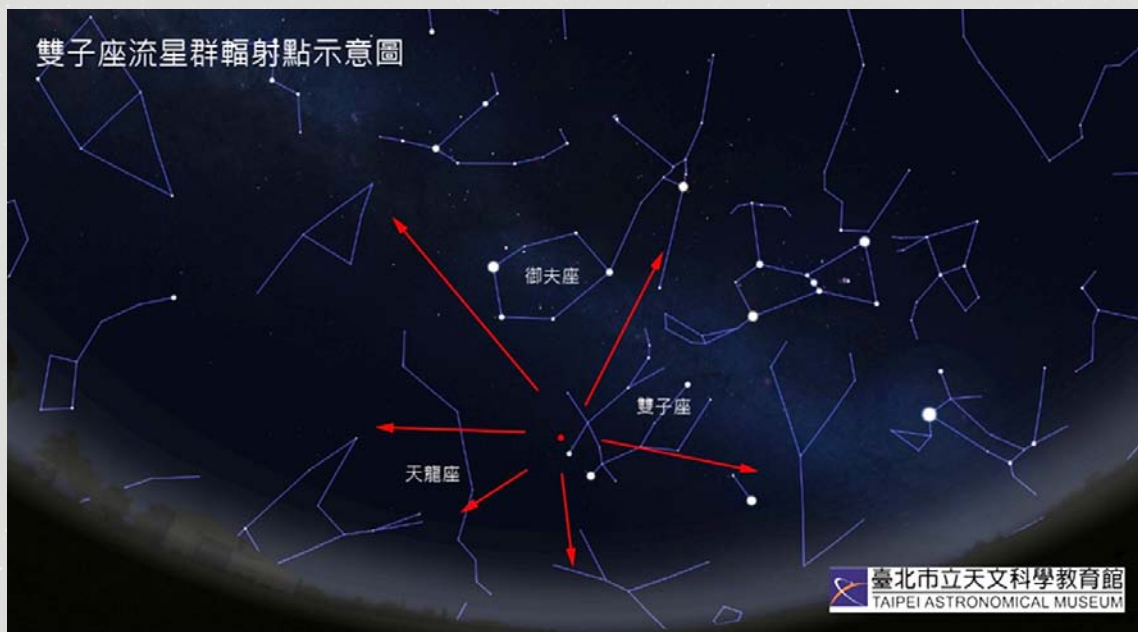 雙子座流星群輻射點示意圖
御夫座
雙子座
天龍座
臺北市立天文科學教育館
TAIPEI ASTRONOMICAL MUSEUM